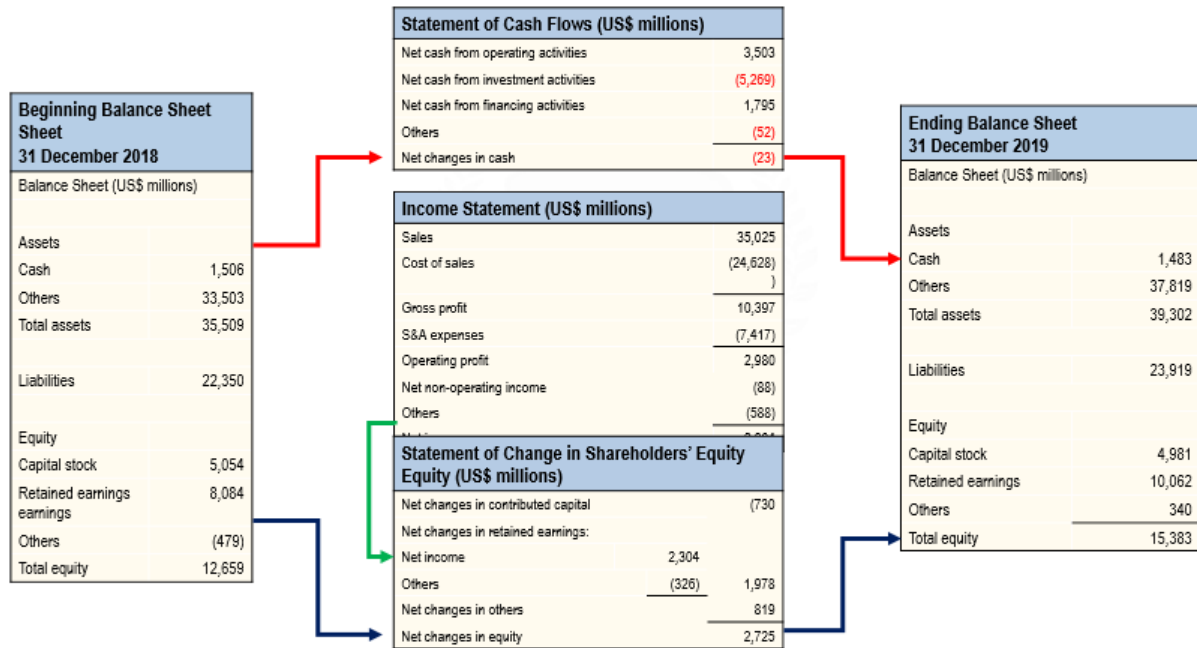 Beginning Balance Sheet
Sheet
31 December 2018
Balance Sheet (US$ millions)
Assets
Cash 1,506
Others 33,503
Total assets 35,509
Liabilities 22,350
Equity
Capital stock 5,054
Retained earnings 8,084
earnings
Others (479)
Total equity 12,659
Statement of Cash Flows (US$ millions)
Net cash from operating activities 3,503
Net cash from investment activities (5,269)
Net cash from financing activities 1,795
Others (52)
Net changes in cash (23)
Income Statement (US$ millions)
Sales 35,025
Cost of sales (24,628)
)
Gross profit 10,397
S&A expenses (7,417)
Operating profit 2,980
Net non-operating income (88)
Others (588)
Statement of Change in Shareholders' Equity
Equity (US$ millions)
Net changes in contributed capital (730
Net changes in retained earnings:
Net income 2,304
Others (326) 1,978
Net changes in others 819
Net changes in equity 2,725
Ending Balance Sheet
31 December 2019
Balance Sheet (US$ millions)
Assets
Cash 1,483
Others 37,819
Total assets 39,302
Liabilities 23,919
Equity
Capital stock 4,981
Retained earnings 10,062
Others 340
Total equity 15,383